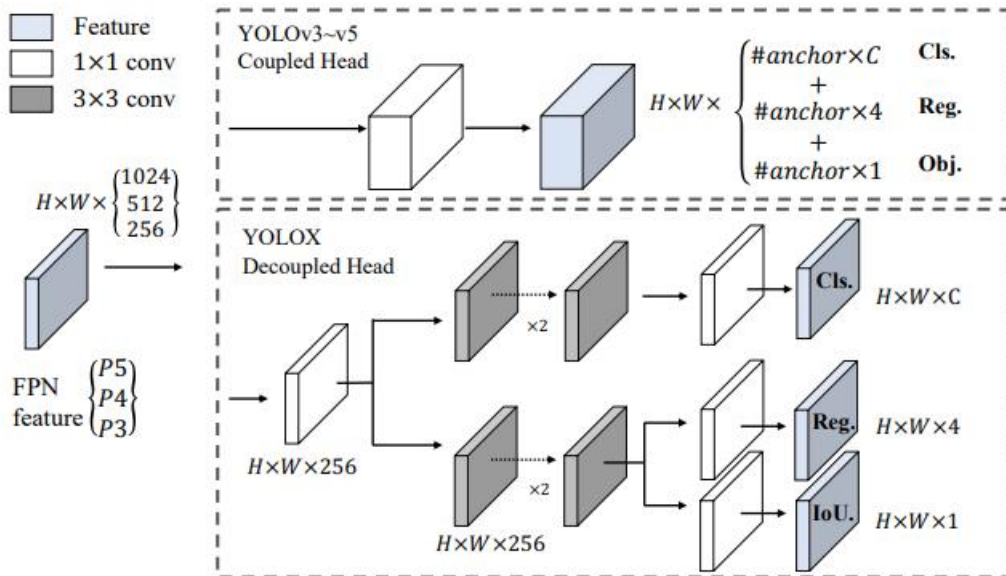 Feature
1×1 conv
3×3 conv
H×W×{1024
512
256}
FPN
feature
{P5
P4
P3}
YOLOv3~v5
Coupled Head
H×W×
{#anchor×C Cls.
+
#anchor×4 Reg.
+
#anchor×1 Obj.
YOLOX
Decoupled Head
H×W×256
×2
Cls.
H×W×C
×2
H×W×256
Reg.
H×W×4
IoU.
H×W×1